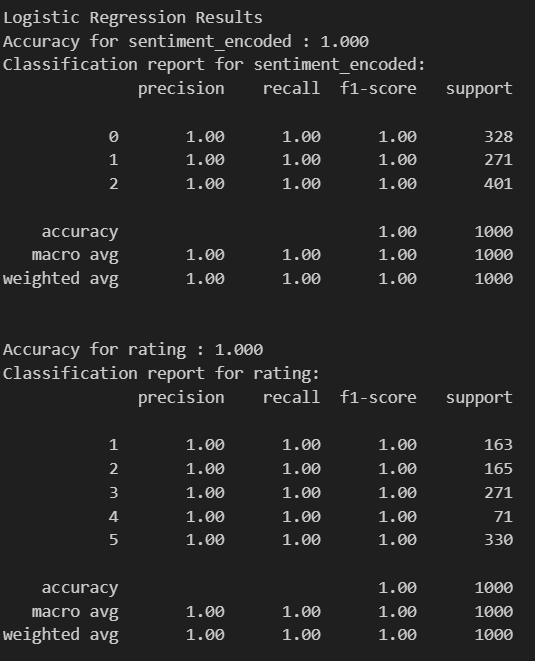 Logistic Regression Results
Accuracy for sentiment_encoded : 1.000
Classification report for sentiment_encoded:
              precision    recall  f1-score   support

           0       1.00      1.00      1.00       328
           1       1.00      1.00      1.00       271
           2       1.00      1.00      1.00       401

    accuracy                           1.00      1000
   macro avg       1.00      1.00      1.00      1000
weighted avg       1.00      1.00      1.00      1000

Accuracy for rating : 1.000
Classification report for rating:
              precision    recall  f1-score   support

           1       1.00      1.00      1.00       163
           2       1.00      1.00      1.00       165
           3       1.00      1.00      1.00       271
           4       1.00      1.00      1.00        71
           5       1.00      1.00      1.00       330

    accuracy                           1.00      1000
   macro avg       1.00      1.00      1.00      1000
weighted avg       1.00      1.00      1.00      1000